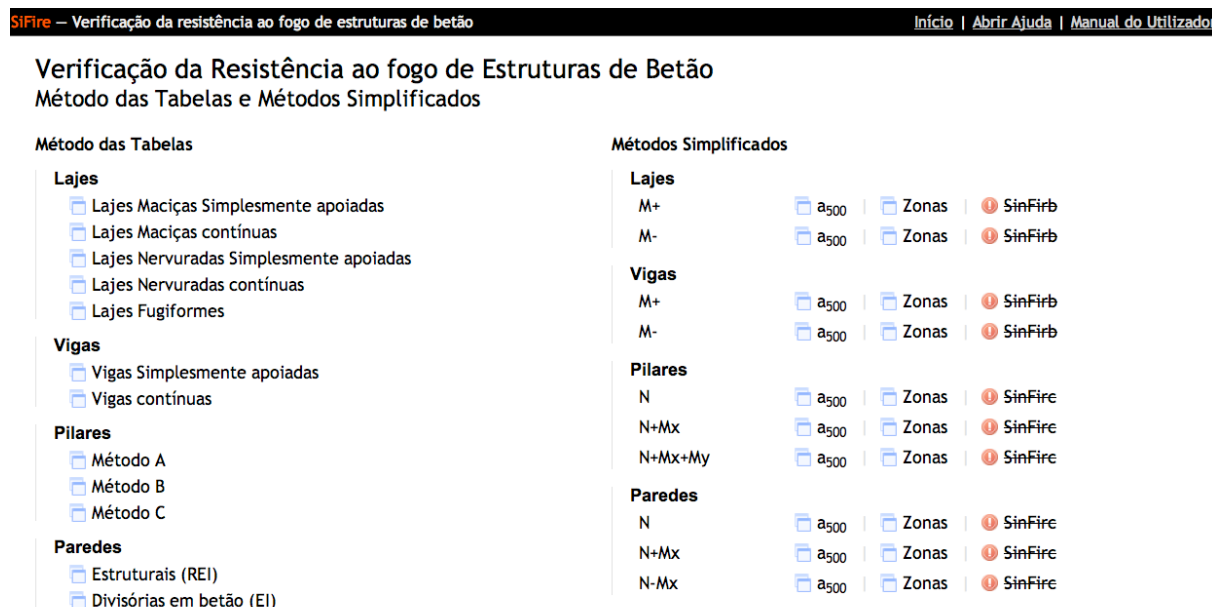 SiFire — Verificação da resistência ao fogo de estruturas de betão
Início | Abrir Ajuda | Manual do Utilizador
Verificação da Resistência ao fogo de Estruturas de Betão
Método das Tabelas e Métodos Simplificados
Método das Tabelas
Lajes
Lajes Maciças Simplesmente apoiadas
Lajes Maciças contínuas
Lajes Nervuradas Simplesmente apoiadas
Lajes Nervuradas contínuas
Lajes Fugiformes
Vigas
Vigas Simplesmente apoiadas
Vigas contínuas
Pilares
Método A
Método B
Método C
Paredes
Estruturais (REI)
Divisórias em betão (EI)
Métodos Simplificados
Lajes
M+ a500 | Zonas | SinFirb
M- a500 | Zonas | SinFirb
Vigas
M+ a500 | Zonas | SinFirb
M- a500 | Zonas | SinFirb
Pilares
N a500 | Zonas | SinFire
N+Mx a500 | Zonas | SinFire
N+Mx+My a500 | Zonas | SinFire
Paredes
N a500 | Zonas | SinFire
N+Mx a500 | Zonas | SinFire
N-Mx a500 | Zonas | SinFire